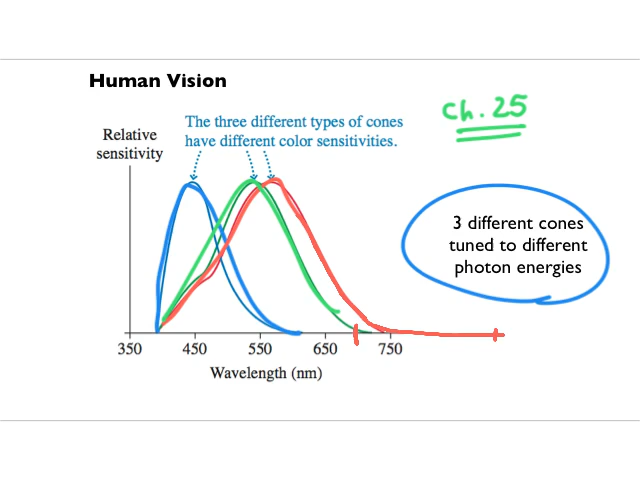 Human Vision
ch. 25
The three different types of cones
have different color sensitivities.
Relative
sensitivity
3 different cones
tuned to different
photon energies
350 450 550 650 750
Wavelength (nm)